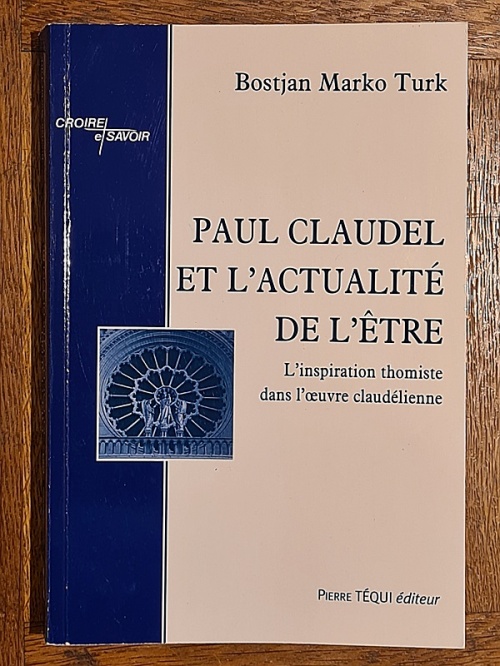 Bostjan Marko Turk
CROIRE
et SAVOIR
PAUL CLAUDEL
ET L'ACTUALITÉ
DE L'ÊTRE
L'inspiration thomiste
dans l'œuvre claudélienne
PIERRE TÉQUI éditeur